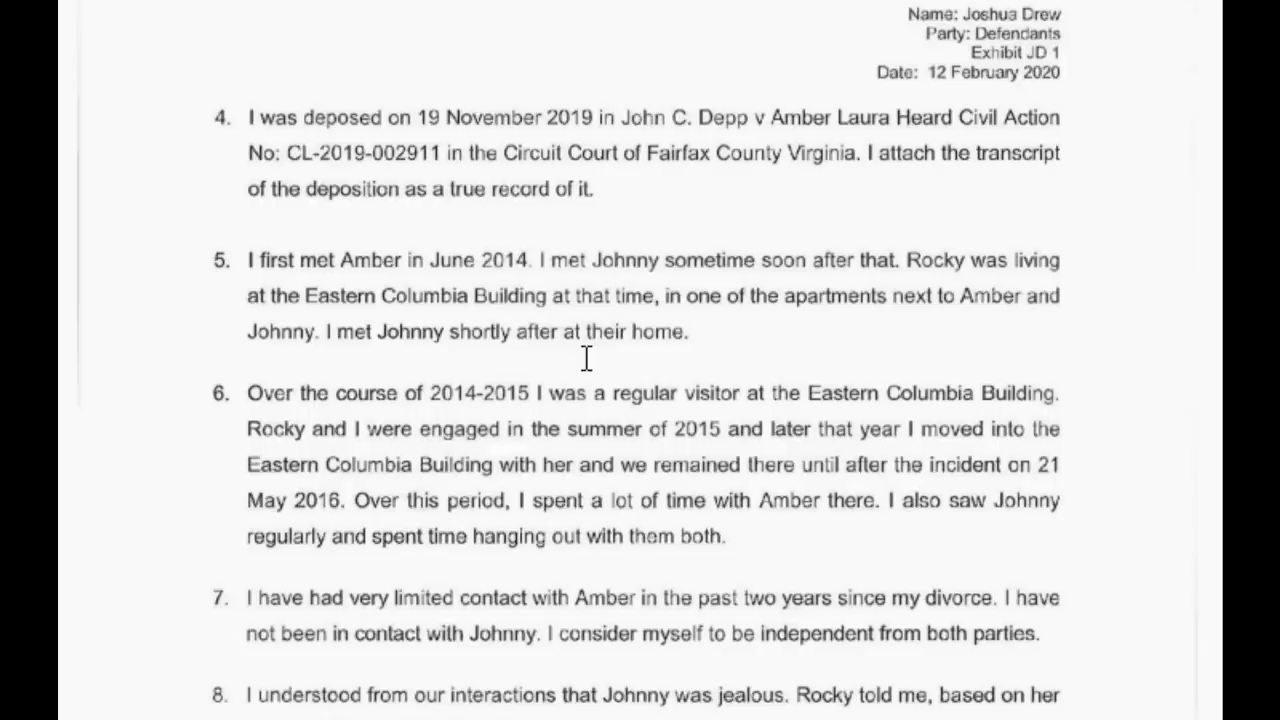 Name: Joshua Drew
Party: Defendants
Exhibit JD 1
Date: 12 February 2020
4. I was deposed on 19 November 2019 in John C. Depp v Amber Laura Heard Civil Action
No: CL-2019-002911 in the Circuit Court of Fairfax County Virginia. I attach the transcript
of the deposition as a true record of it.
5. I first met Amber in June 2014. I met Johnny sometime soon after that. Rocky was living
at the Eastern Columbia Building at that time, in one of the apartments next to Amber and
Johnny. I met Johnny shortly after at their home.
6. Over the course of 2014-2015 I was a regular visitor at the Eastern Columbia Building.
Rocky and I were engaged in the summer of 2015 and later that year I moved into the
Eastern Columbia Building with her and we remained there until after the incident on 21
May 2016. Over this period, I spent a lot of time with Amber there. I also saw Johnny
regularly and spent time hanging out with them both.
7. I have had very limited contact with Amber in the past two years since my divorce. I have
not been in contact with Johnny. I consider myself to be independent from both parties.
8. I understood from our interactions that Johnny was jealous. Rocky told me, based on her